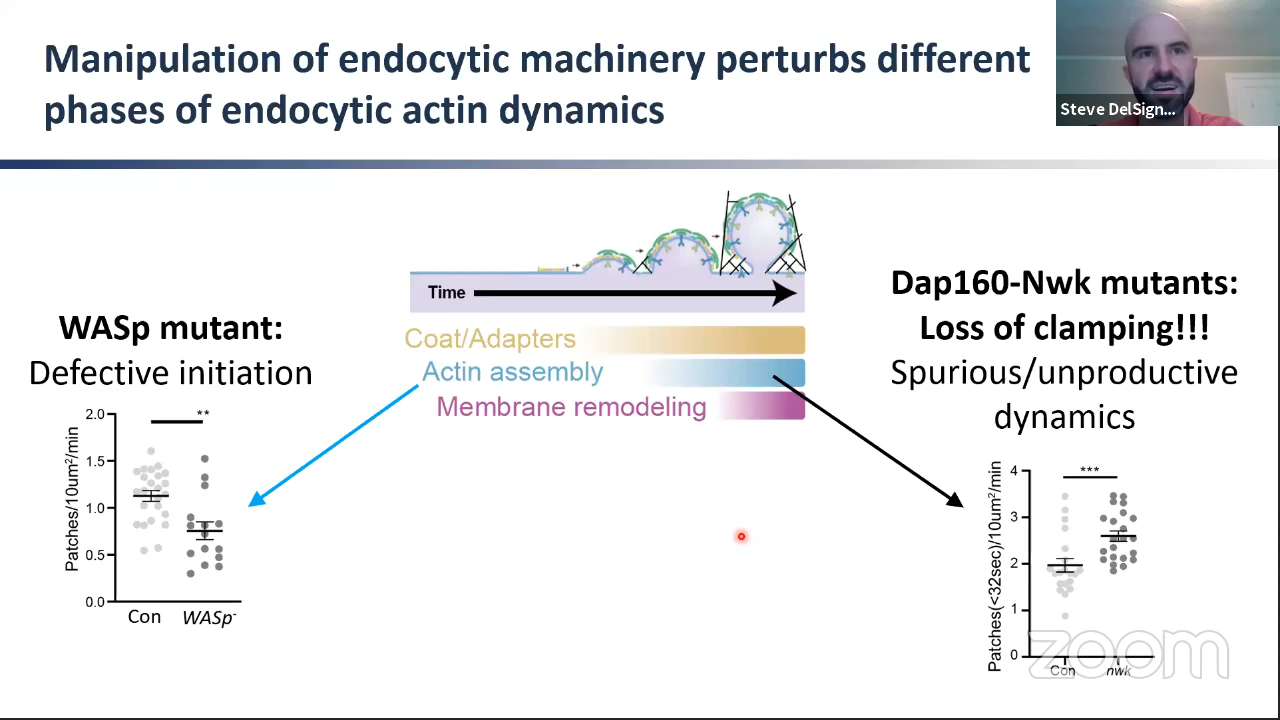 Manipulation of endocytic machinery perturbs different
phases of endocytic actin dynamics
Steve DelSign...
Time
Coat/Adapters
Actin assembly
Membrane remodeling
WASp mutant:
Defective initiation
Patches/10um²/min
2.0
1.5
1.0
0.5
0.0
**
Con
WASp⁻
Dap160-Nwk mutants:
Loss of clamping!!!
Spurious/unproductive
dynamics
Patches(<32sec)/10um²/min
4
3
2
1
0
***
Con
nwk
zoom